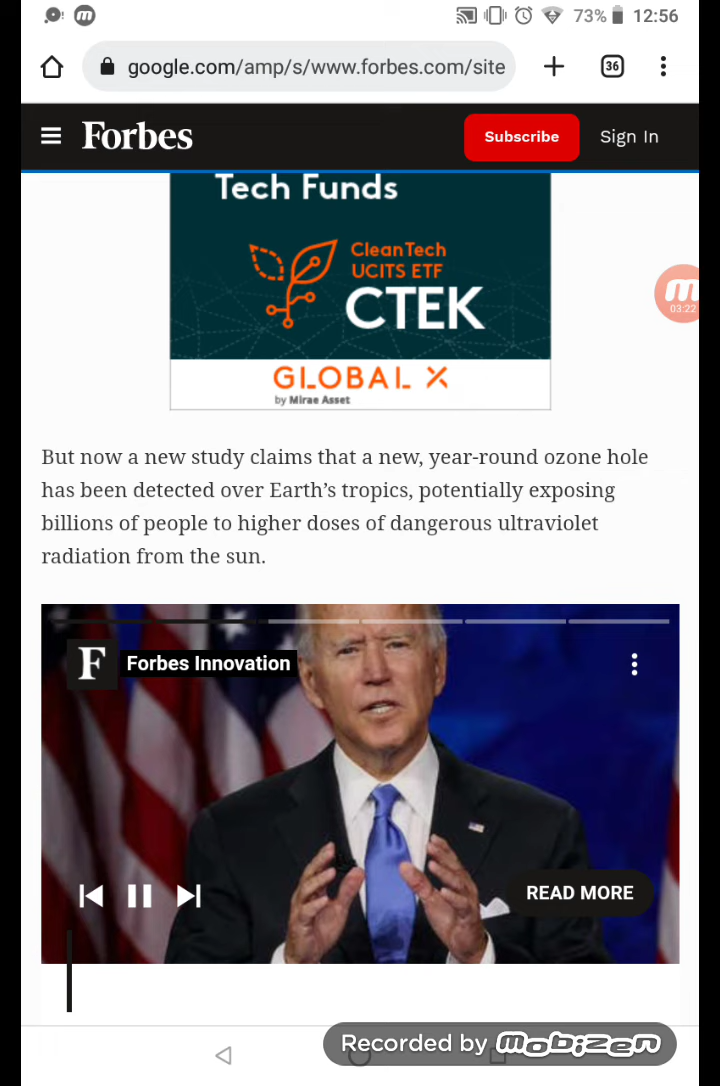 73% 12:56
google.com/amp/s/www.forbes.com/site
36
Forbes
Subscribe
Sign In
Tech Funds
CleanTech
UCITS ETF
CTEK
GLOBAL X
by Mirae Asset
03:22
But now a new study claims that a new, year-round ozone hole
has been detected over Earth’s tropics, potentially exposing
billions of people to higher doses of dangerous ultraviolet
radiation from the sun.
F
Forbes Innovation
READ MORE
Recorded by mobizen